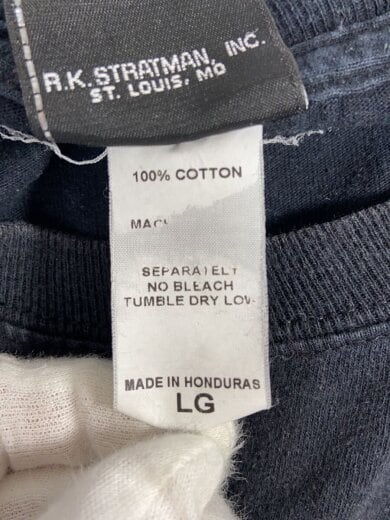 R.K. STRATMAN, INC.
ST. LOUIS, MO
100% COTTON
SEPARATELY
NO BLEACH
TUMBLE DRY LOW
MADE IN HONDURAS
LG